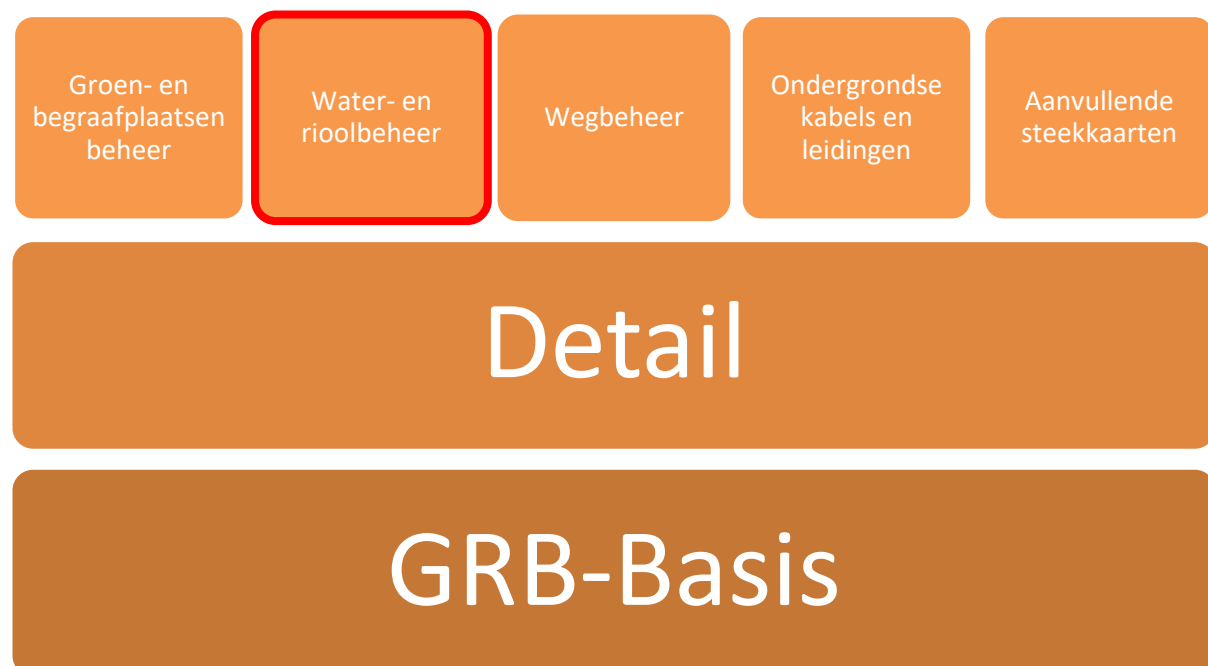 Groen- en
begraafplaatsen
beheer
Water- en
rioolbeheer
Wegbeheer
Ondergrondse
kabels en
leidingen
Aanvullende
steekkaarten
Detail
GRB-Basis